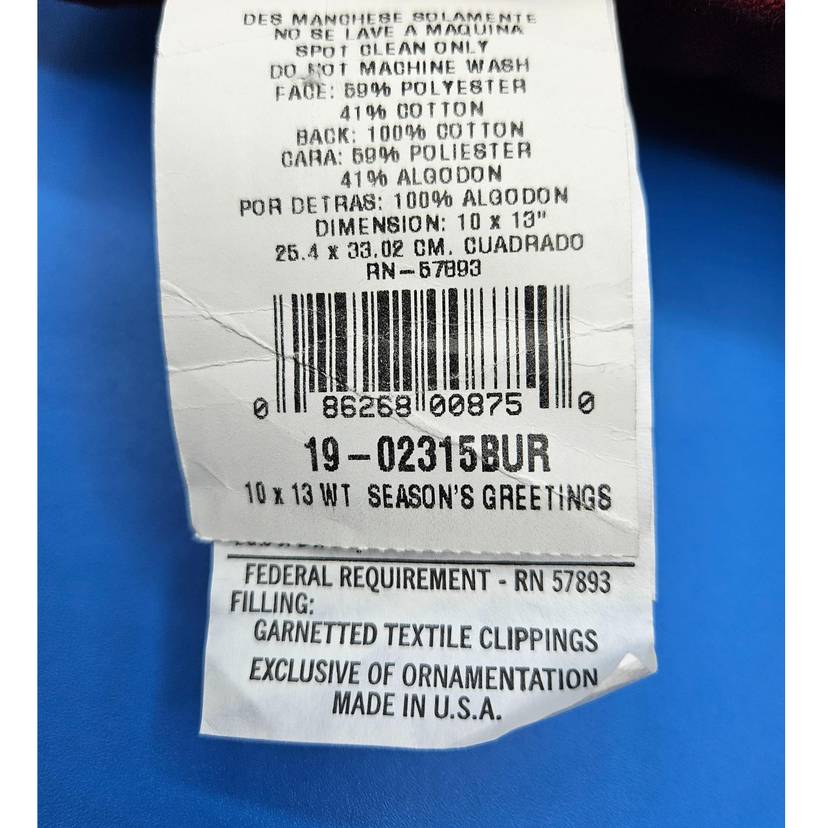 DES MANCHESE SOLAMENTE
NO SE LAVE A MAQUINA
SPOT CLEAN ONLY
DO NOT MACHINE WASH
FACE: 59% POLYESTER
41% COTTON
BACK: 100% COTTON
CARA: 59% POLIESTER
41% ALGODON
POR DETRAS: 100% ALGODON
DIMENSION: 10 x 13"
25.4 x 33.02 CM. CUADRADO
RN-57893
0 86268 00875 0
19-02315BUR
10 x 13 WT SEASON'S GREETINGS
FEDERAL REQUIREMENT - RN 57893
FILLING:
GARNETTED TEXTILE CLIPPINGS
EXCLUSIVE OF ORNAMENTATION
MADE IN U.S.A.